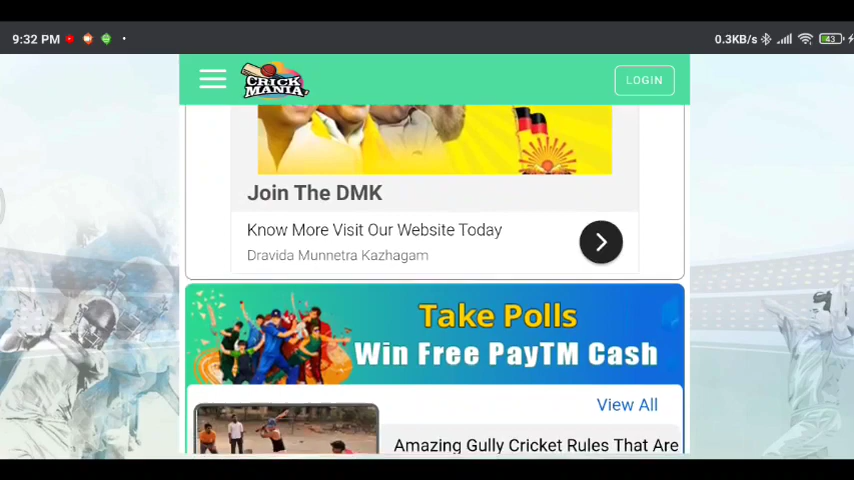 9:32 PM
0.3KB/s
43
CRICK
MANIA
LOGIN
Join The DMK
Know More Visit Our Website Today
Dravida Munnetra Kazhagam
Take Polls
Win Free PayTM Cash
View All
Amazing Gully Cricket Rules That Are